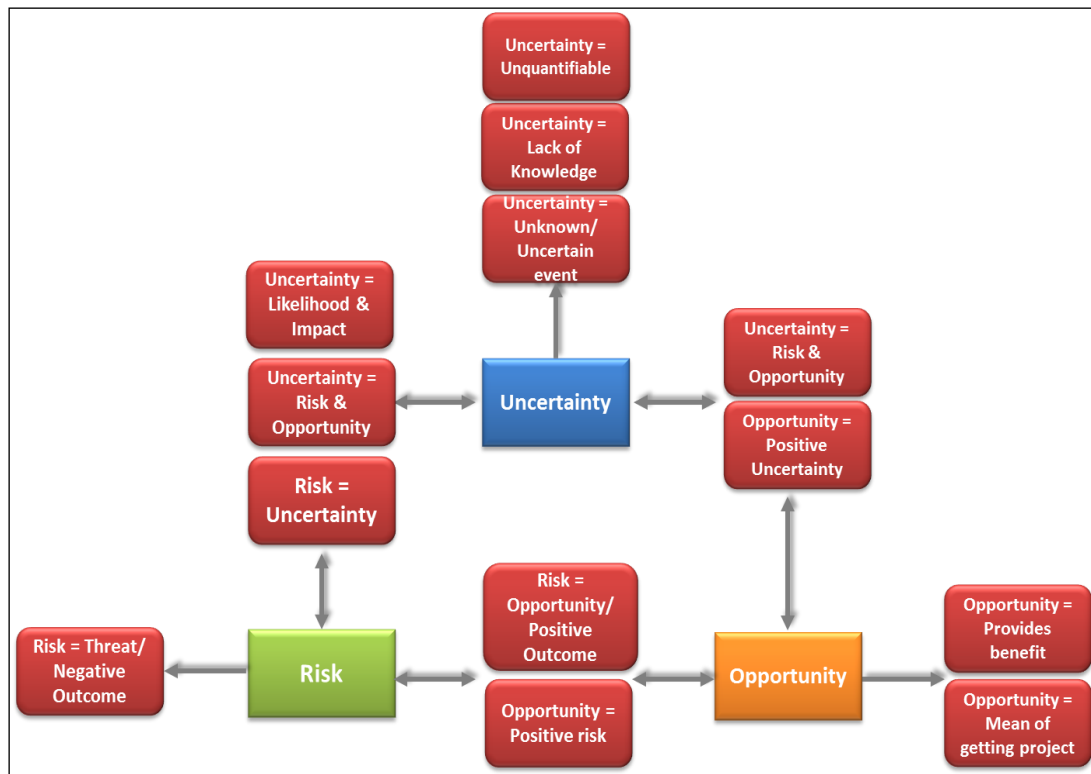 Uncertainty =
Unquantifiable
Uncertainty =
Lack of
Knowledge
Uncertainty =
Unknown/
Uncertain
event
Uncertainty =
Likelihood &
Impact
Uncertainty =
Risk &
Opportunity
Risk =
Uncertainty
Uncertainty
Uncertainty =
Risk &
Opportunity
Opportunity =
Positive
Uncertainty
Risk = Threat/
Negative
Outcome
Risk
Risk =
Opportunity/
Positive
Outcome
Opportunity =
Positive risk
Opportunity
Opportunity =
Provides
benefit
Opportunity =
Mean of
getting project